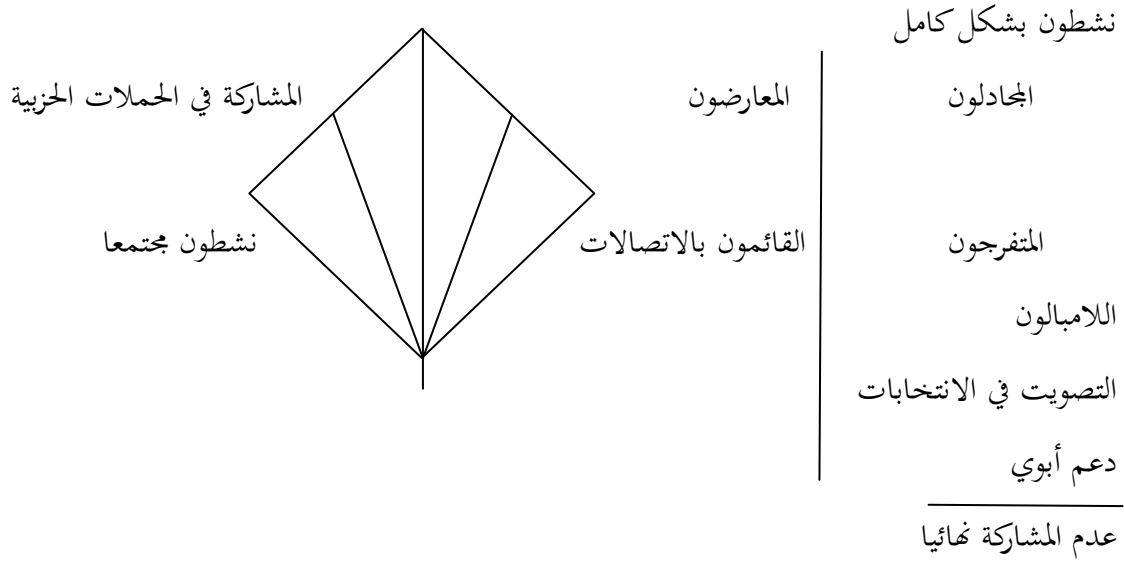 نشطون بشكل كامل
المجادلون المعارضون المشاركة في الحملات الحزبية
المتفرجون القائمون بالاتصالات نشطون مجتمعا
اللامبالون
التصويت في الانتخابات
دعم أبوي
عدم المشاركة نهائيا